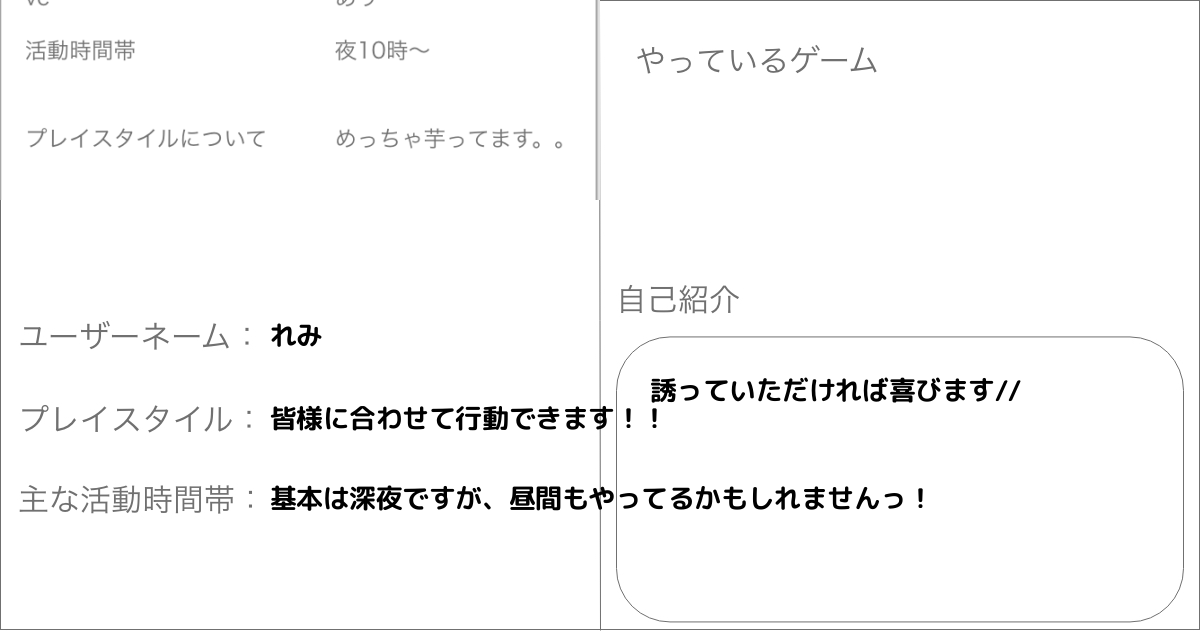 活動時間帯 夜10時～
プレイスタイルについて めっちゃ芋ってます。。
ユーザーネーム： れみ
プレイスタイル： 皆様に合わせて行動できます！！
主な活動時間帯： 基本は深夜ですが、昼間もやってるかもしれませんっ！
やっているゲーム
自己紹介
誘っていただければ喜びます//